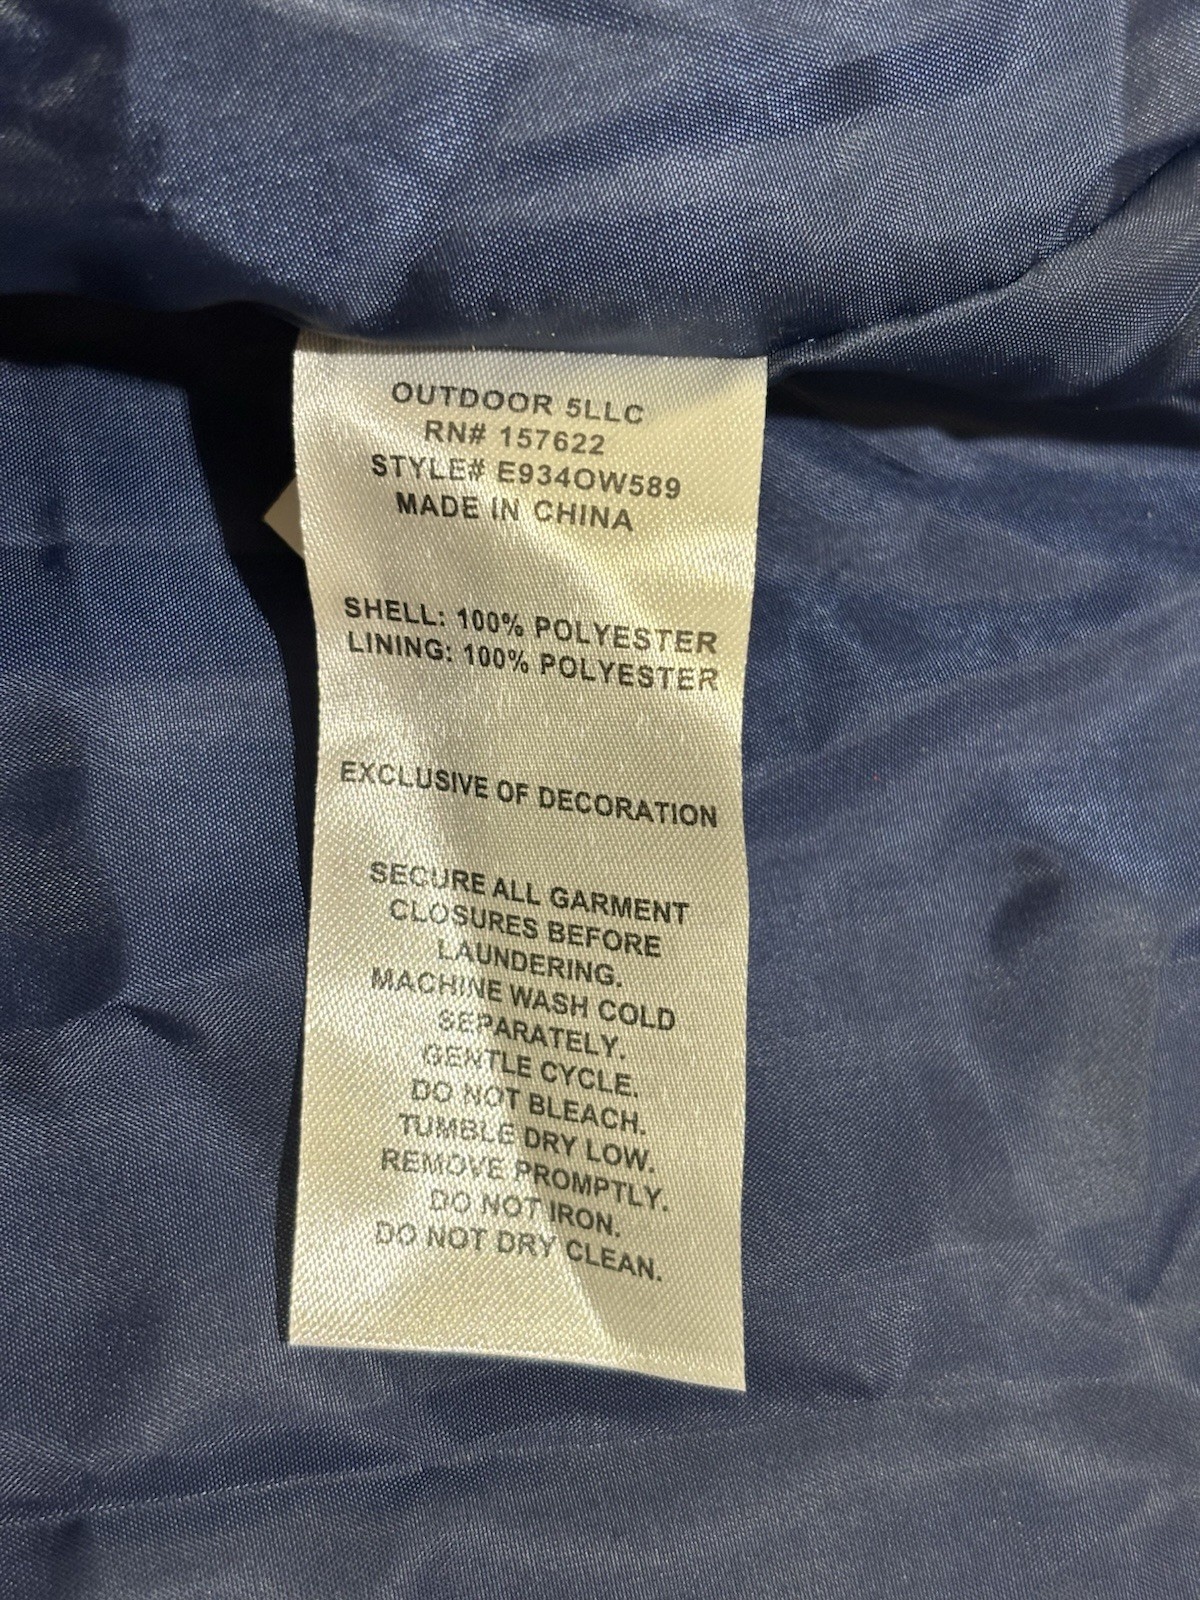 OUTDOOR 5LLC
RN# 157622
STYLE# E934OW589
MADE IN CHINA
SHELL: 100% POLYESTER
LINING: 100% POLYESTER
EXCLUSIVE OF DECORATION
SECURE ALL GARMENT
CLOSURES BEFORE
LAUNDERING.
MACHINE WASH COLD
SEPARATELY.
GENTLE CYCLE.
DO NOT BLEACH.
TUMBLE DRY LOW.
REMOVE PROMPTLY.
DO NOT IRON.
DO NOT DRY CLEAN.